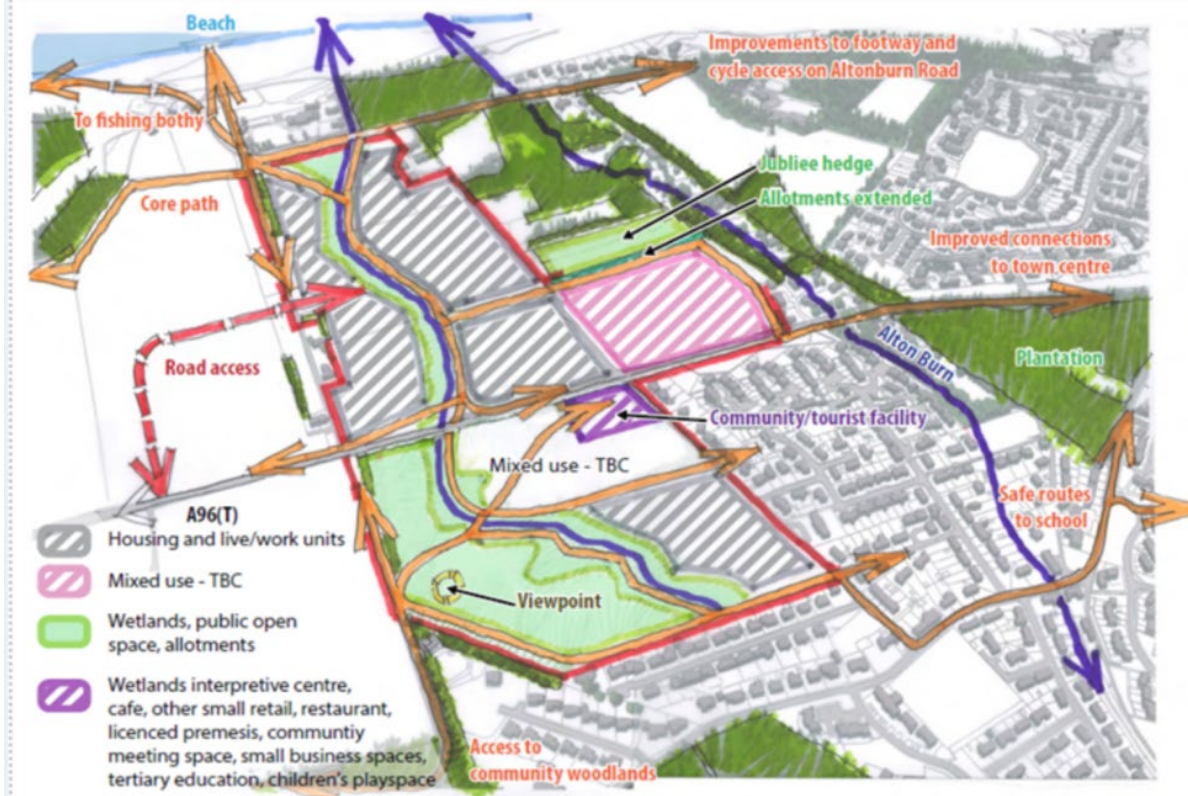 Beach
Improvements to footway and
cycle access on Altonburn Road
To fishing bothy
Jubliee hedge
Core path
Allotments extended
Improved connections
to town centre
Road access
Alton Burn
Plantation
Community/tourist facility
Mixed use - TBC
Safe routes
to school
A96(T)
Housing and live/work units
Mixed use - TBC
Viewpoint
Wetlands, public open
space, allotments
Wetlands interpretive centre,
cafe, other small retail, restaurant,
licenced premesis, communtiy
meeting space, small business spaces,
tertiary education, children's playspace
Access to
community woodlands